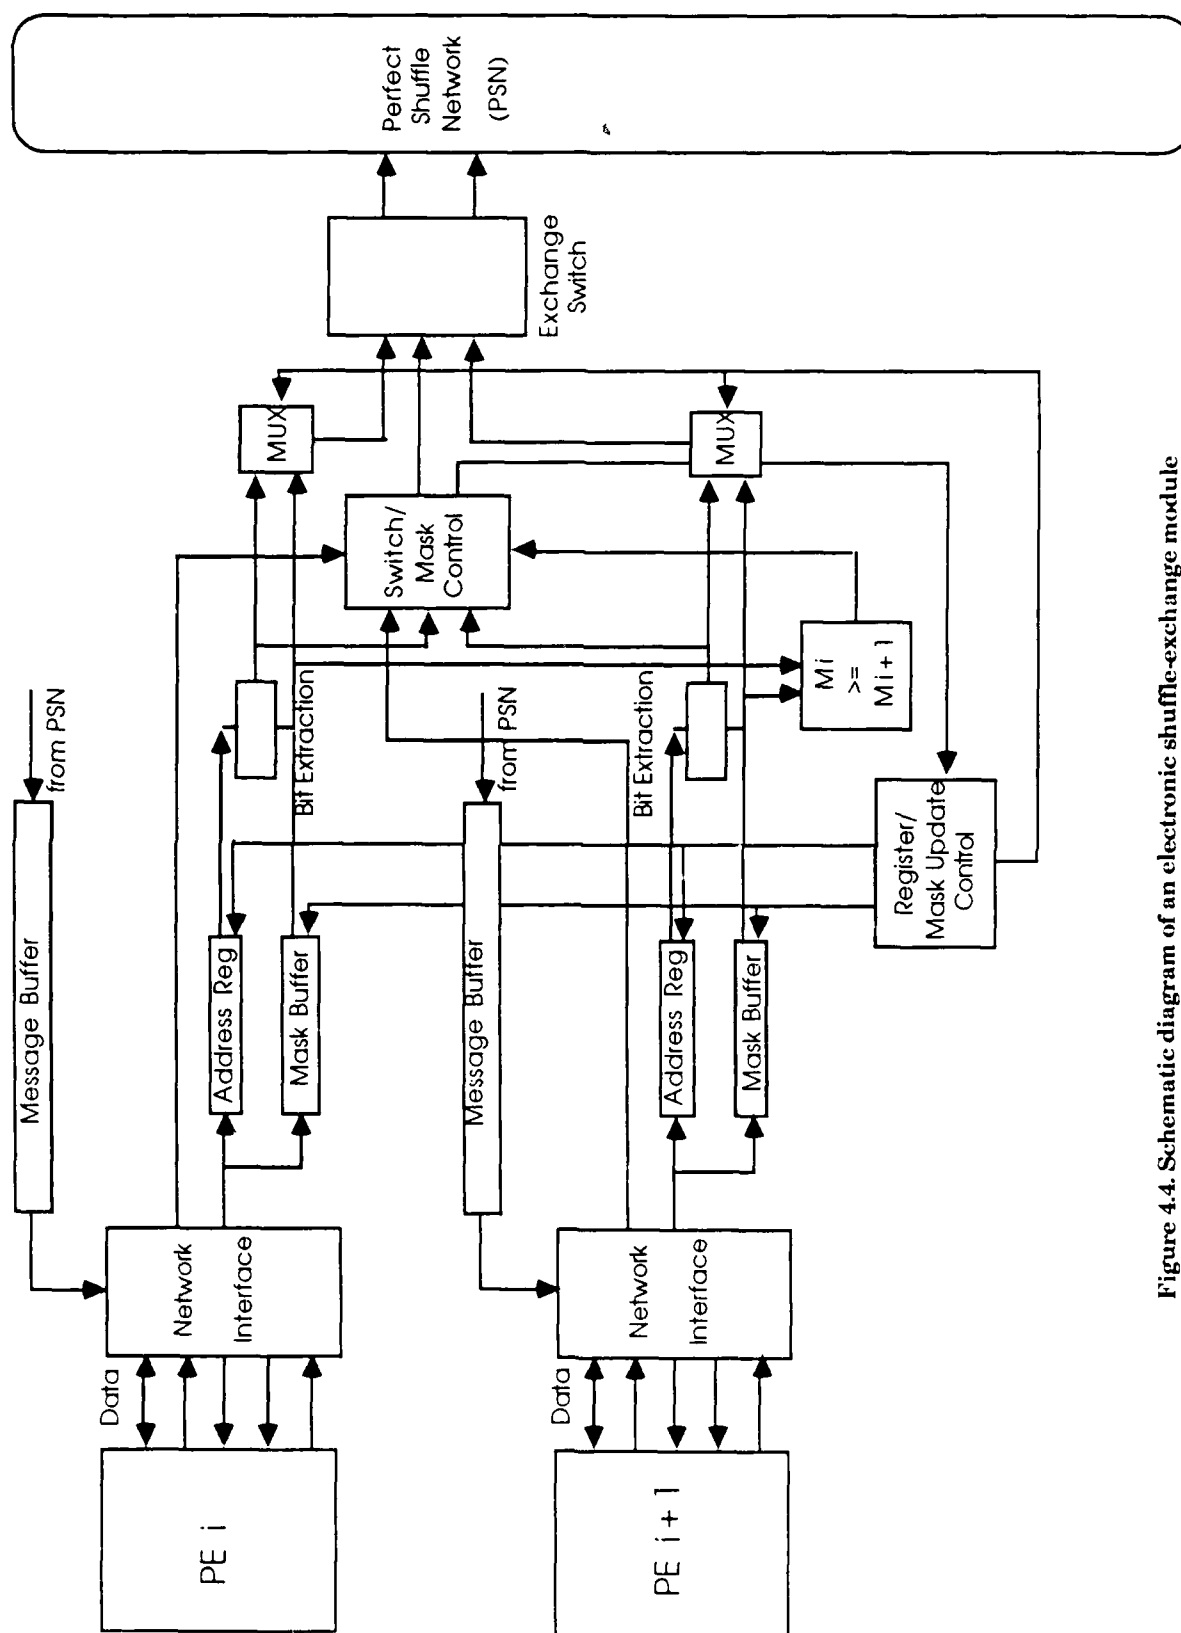 Message Buffer
from PSN
Data
Network
Interface
PE i
Address Reg
Mask Buffer
Bit Extraction
MUX
Switch/
Mask
Control
Exchange
Switch
Perfect
Shuffle
Network
(PSN)
Message Buffer
from PSN
Data
Network
Interface
PE i + 1
Address Reg
Mask Buffer
Bit Extraction
MUX
Mi
>=
Mi + 1
Register/
Mask Update
Control
Figure 4.4. Schematic diagram of an electronic shuffle-exchange module